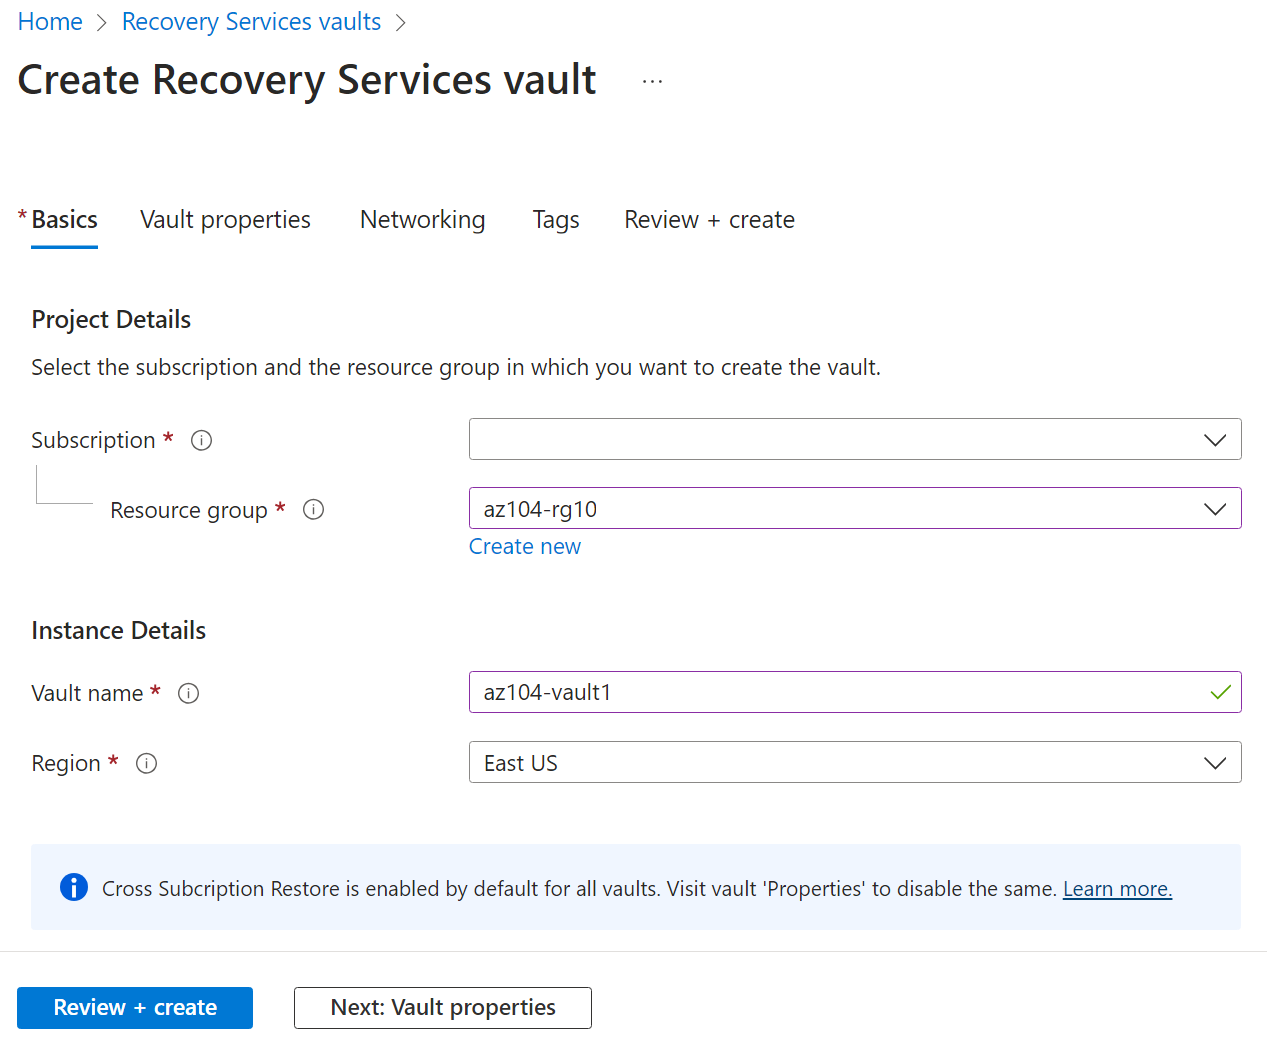 Home > Recovery Services vaults >
Create Recovery Services vault ...
* Basics Vault properties Networking Tags Review + create
Project Details
Select the subscription and the resource group in which you want to create the vault.
Subscription *
Resource group * az104-rg10
Create new
Instance Details
Vault name * az104-vault1
Region * East US
Cross Subcription Restore is enabled by default for all vaults. Visit vault 'Properties' to disable the same. Learn more.
Review + create Next: Vault properties